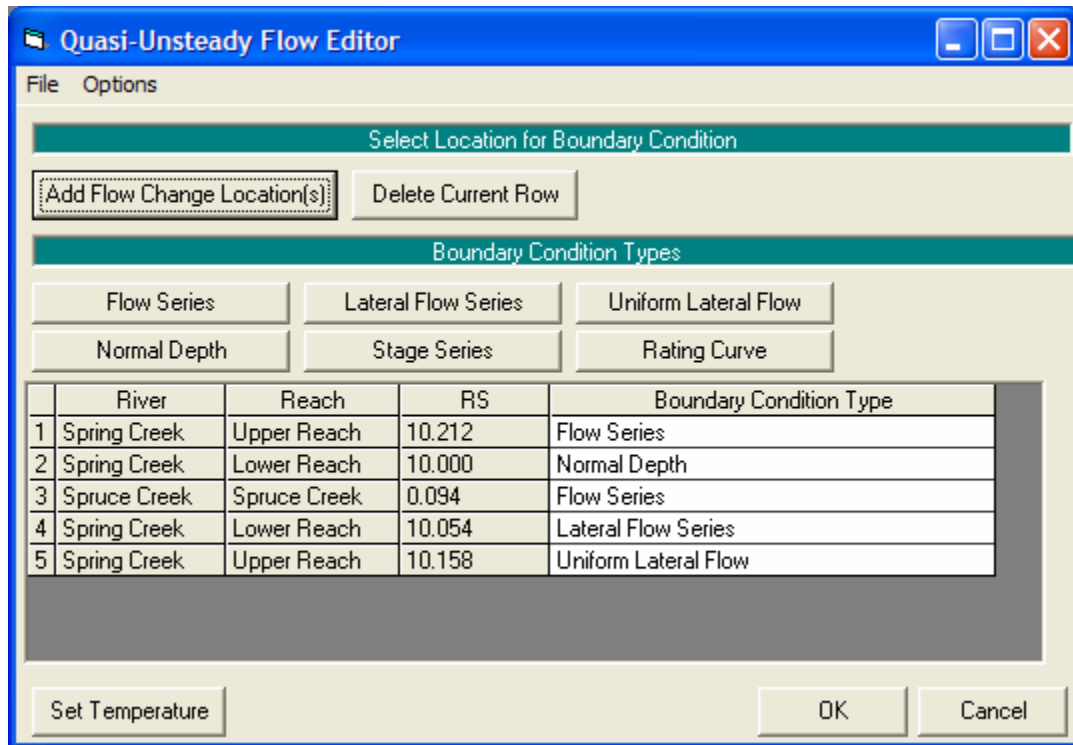 Quasi-Unsteady Flow Editor
File Options
Select Location for Boundary Condition
Add Flow Change Location(s) Delete Current Row
Boundary Condition Types
Flow Series Lateral Flow Series Uniform Lateral Flow
Normal Depth Stage Series Rating Curve
River Reach RS Boundary Condition Type
1 Spring Creek Upper Reach 10.212 Flow Series
2 Spring Creek Lower Reach 10.000 Normal Depth
3 Spruce Creek Spruce Creek 0.094 Flow Series
4 Spring Creek Lower Reach 10.054 Lateral Flow Series
5 Spring Creek Upper Reach 10.158 Uniform Lateral Flow
Set Temperature OK Cancel